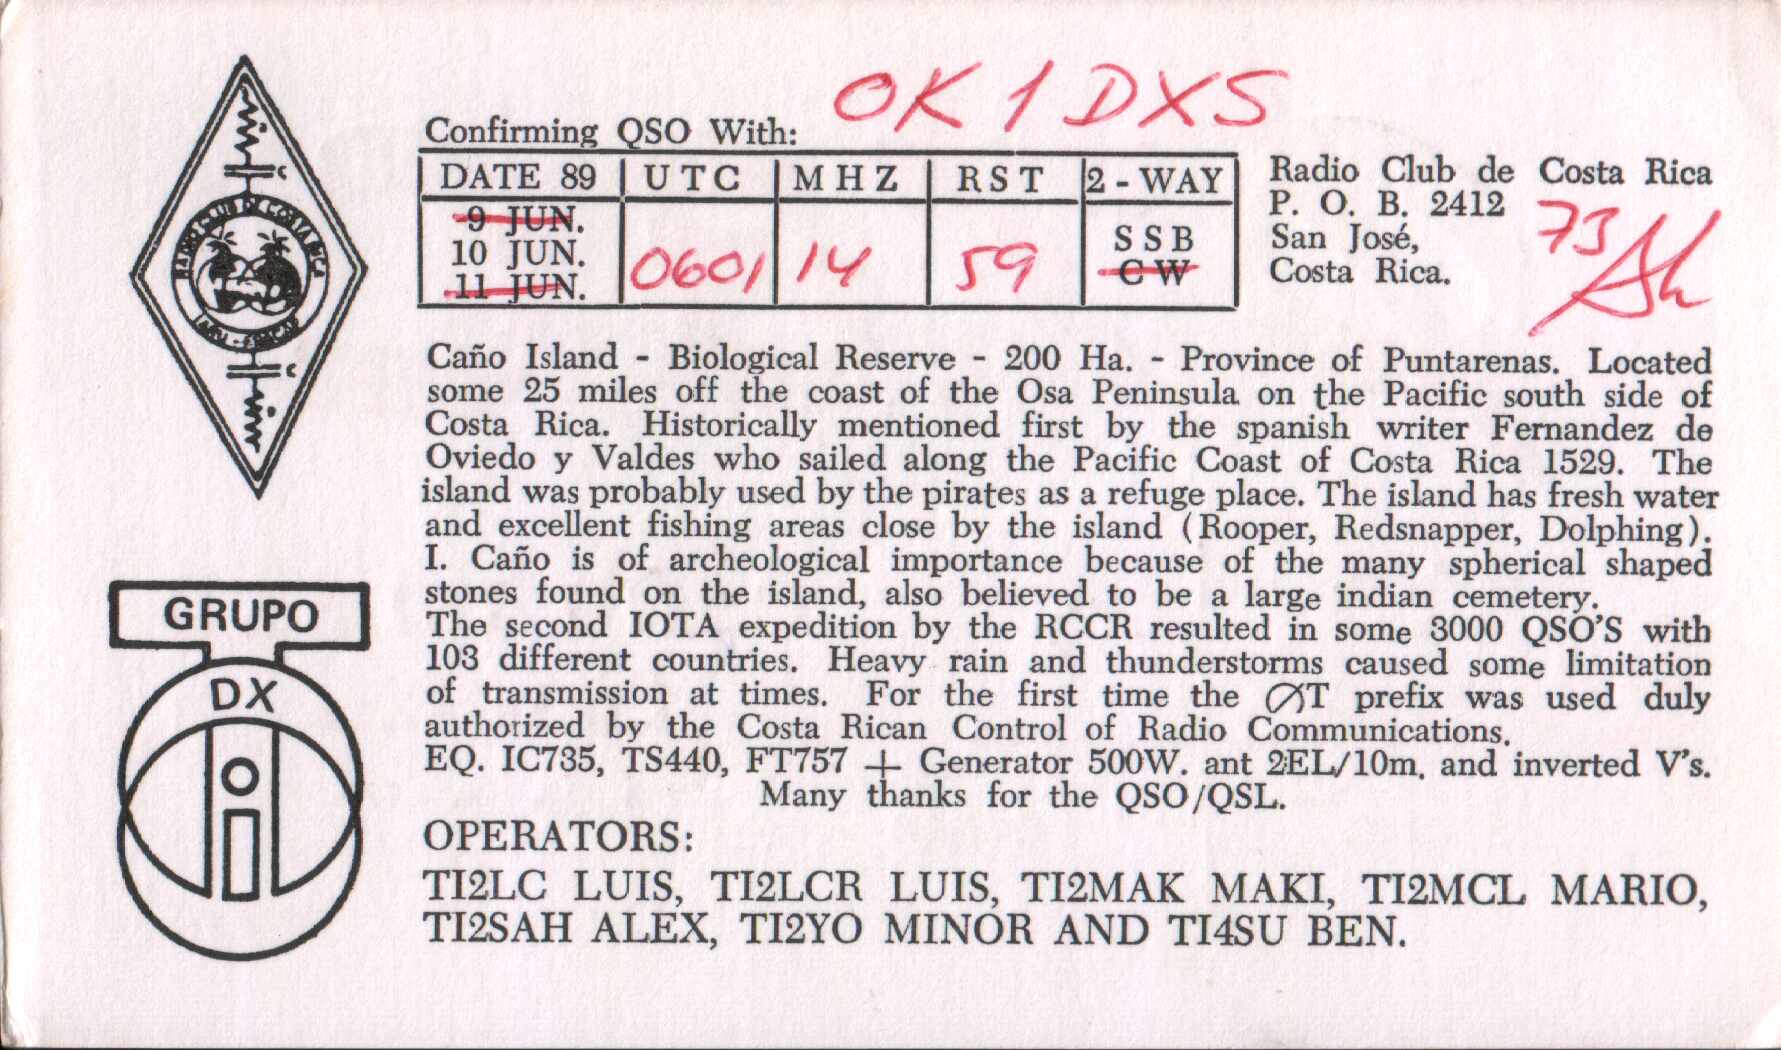 OK1DXS
Confirming QSO With:
DATE 89 UTC MHZ RST 2-WAY
9 JUN.
10 JUN. 0601 14 59 SSB
11 JUN. CW
Radio Club de Costa Rica
P. O. B. 2412
San José,
Costa Rica.
73
RADIO CLUB DE COSTA RICA
C
C
Caño Island - Biological Reserve - 200 Ha. - Province of Puntarenas. Located
some 25 miles off the coast of the Osa Peninsula on the Pacific south side of
Costa Rica. Historically mentioned first by the spanish writer Fernandez de
Oviedo y Valdes who sailed along the Pacific Coast of Costa Rica 1529. The
island was probably used by the pirates as a refuge place. The island has fresh water
and excellent fishing areas close by the island (Rooper, Redsnapper, Dolphing).
I. Caño is of archeological importance because of the many spherical shaped
stones found on the island, also believed to be a large indian cemetery.
The second IOTA expedition by the RCCR resulted in some 3000 QSO'S with
103 different countries. Heavy rain and thunderstorms caused some limitation
of transmission at times. For the first time the ØT prefix was used duly
authorized by the Costa Rican Control of Radio Communications.
EQ. IC735, TS440, FT757 + Generator 500W. ant 2EL/10m. and inverted V's.
Many thanks for the QSO/QSL.
OPERATORS:
TI2LC LUIS, TI2LCR LUIS, TI2MAK MAKI, TI2MCL MARIO,
TI2SAH ALEX, TI2YO MINOR AND TI4SU BEN.
GRUPO
DX